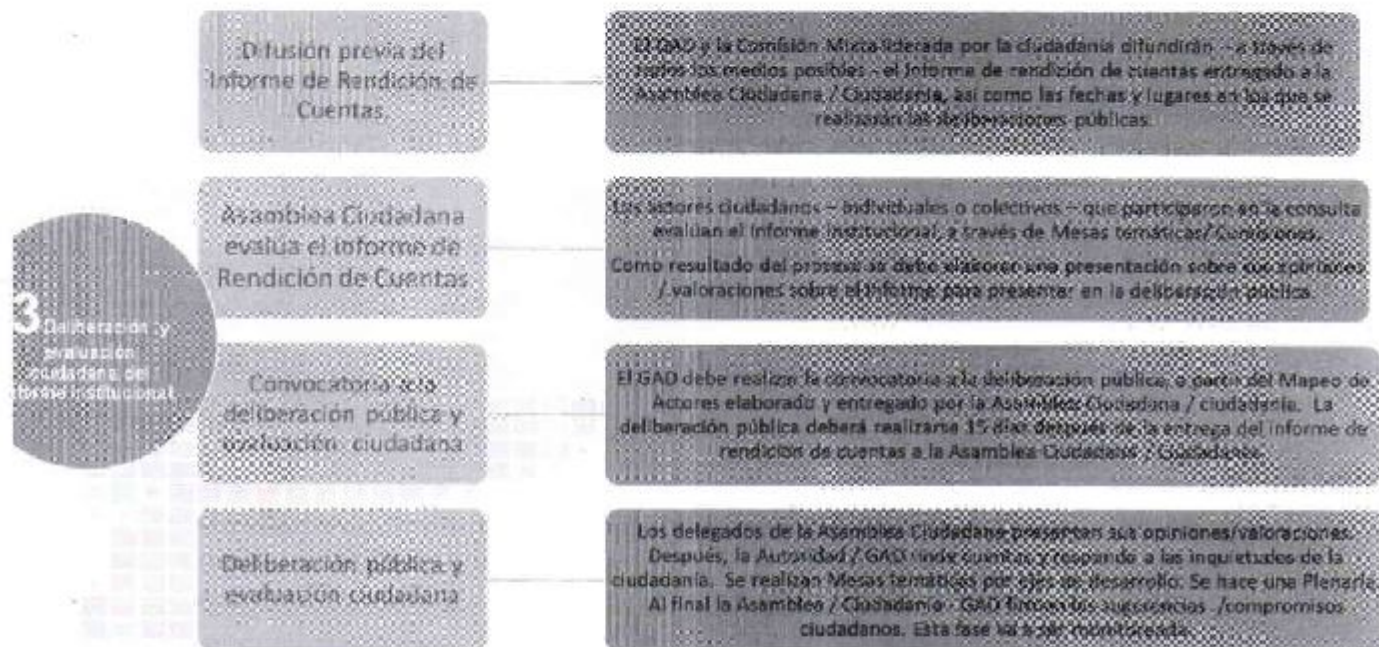 Difusión previa del
Informe de Rendición de
Cuentas.
El GAD y la Comisión Mixta liderada por la ciudadanía difundirán – a través de
todos los medios posibles - el informe de rendición de cuentas entregado a la
Asamblea Ciudadana / Ciudadanía, así como las fechas y lugares en los que se
realizarán las deliberaciones públicas.
Asamblea Ciudadana
evalúa el informe de
Rendición de Cuentas
Los actores ciudadanos – individuales o colectivos – que participaron en la consulta
evalúan el Informe Institucional, a través de Mesas temáticas/ Comisiones.
Como resultado del proceso se debe elaborar una presentación sobre sus opiniones
/ valoraciones sobre el informe para presentar en la deliberación pública
3 Deliberación y
evaluación
ciudadana del
informe institucional
Convocatoria a la
deliberación pública y
evaluación ciudadana
El GAD debe realizar la convocatoria a la deliberación pública, a partir del Mapeo de
Actores elaborado y entregado por la Asamblea Ciudadana / ciudadanía. La
deliberación pública deberá realizarse 15 días después de la entrega del informe de
rendición de cuentas a la Asamblea Ciudadana / Ciudadanía
Deliberación pública y
evaluación ciudadana
Los delegados de la Asamblea Ciudadana presentan sus opiniones/valoraciones.
Después, la Autoridad / GAD rinde cuentas y responde a las inquietudes de la
ciudadanía. Se realizan Mesas temáticas por ejes de desarrollo. Se hace una Plenaria.
Al final la Asamblea / Ciudadanía - GAD firman las sugerencias /compromisos
ciudadanos. Esta fase va a ser monitoreada.